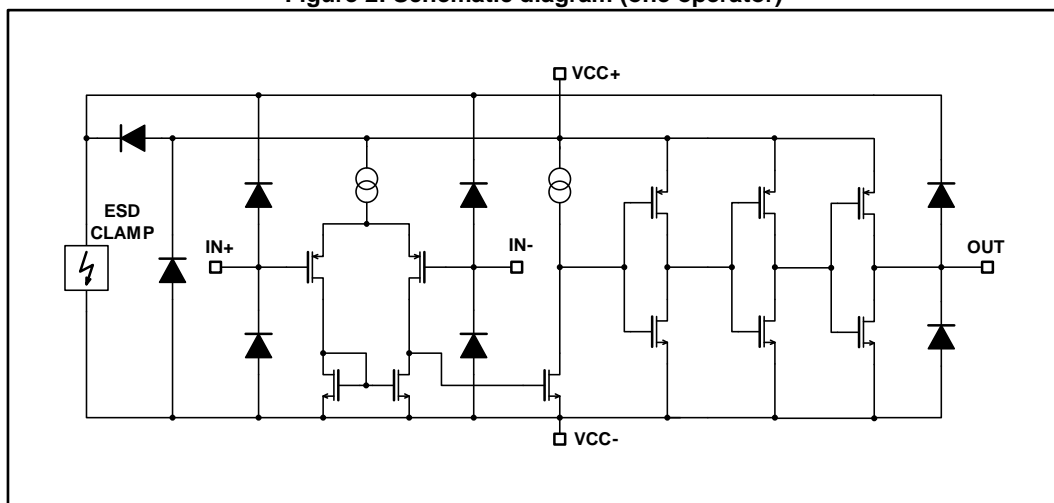 Figure 2. Schematic diagram (one operator)
VCC+
ESD
CLAMP
IN+
IN-
OUT
VCC-